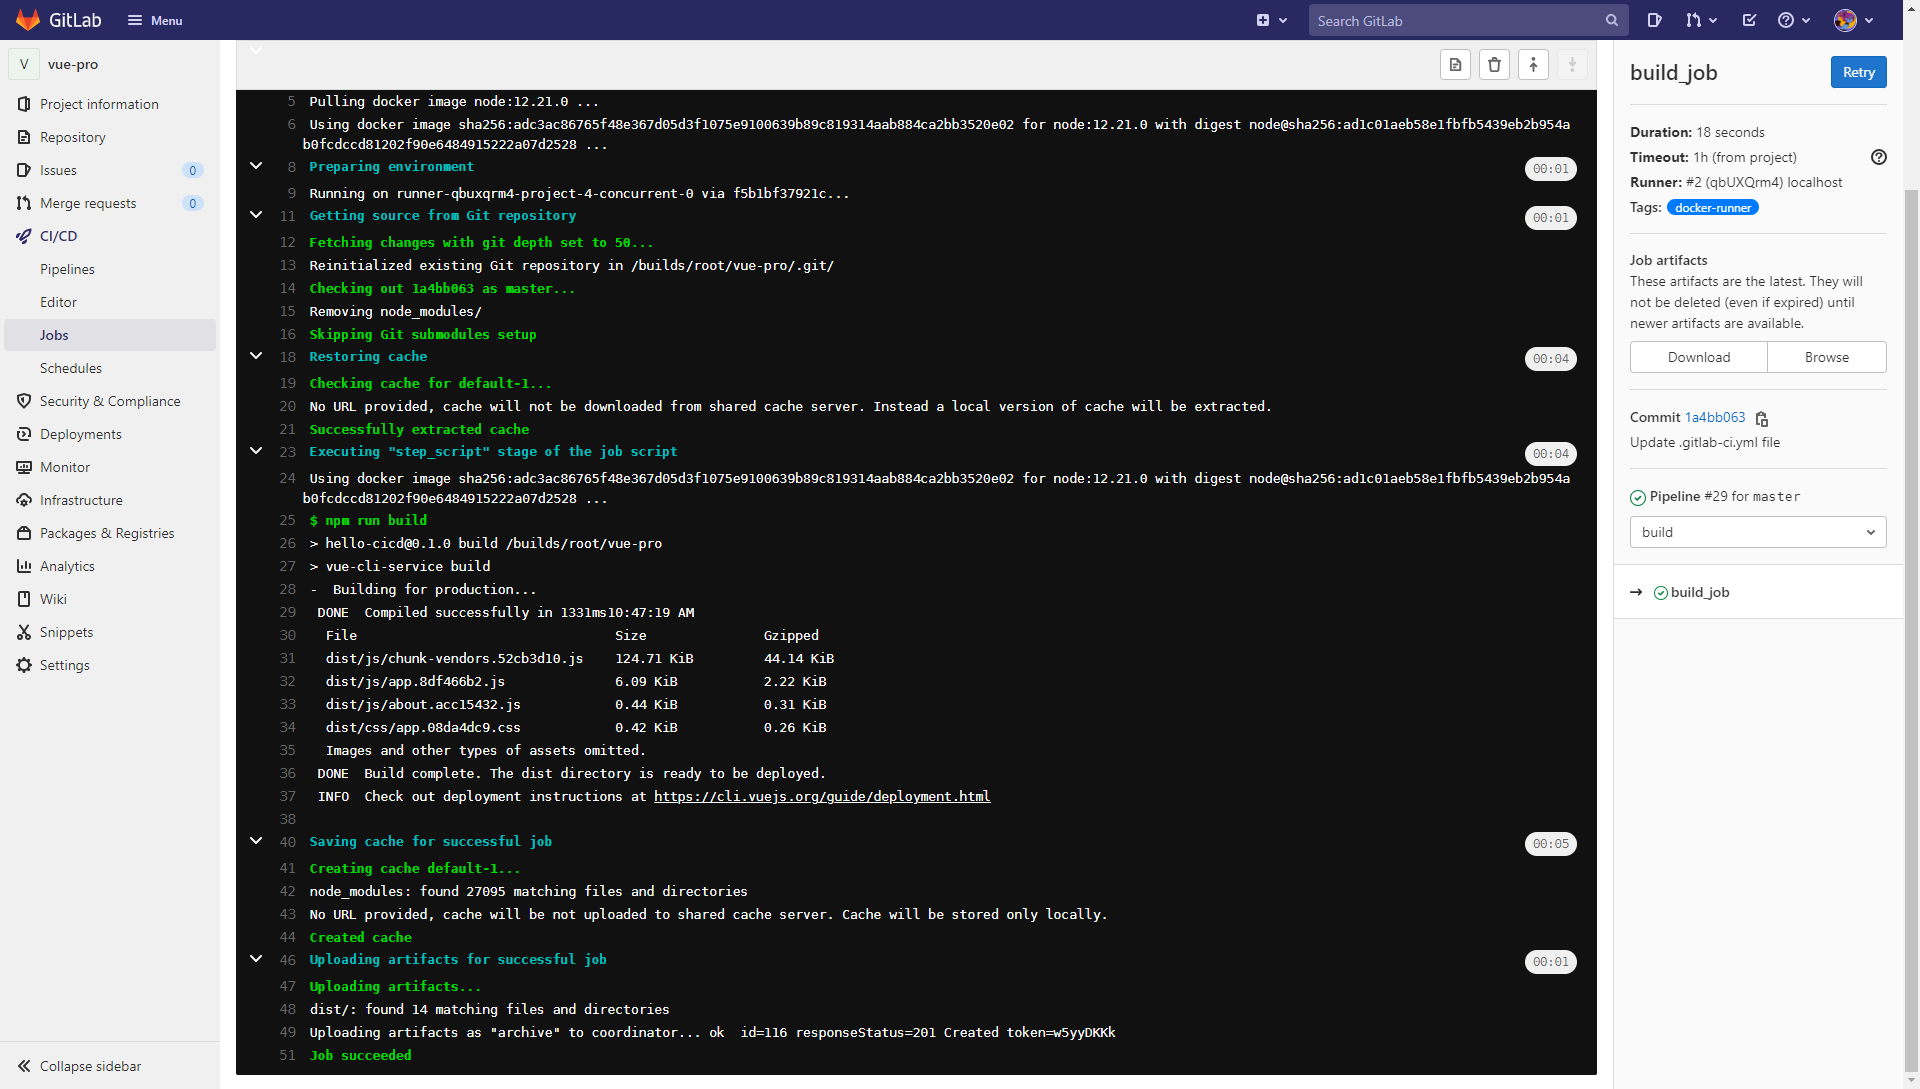 GitLab
Menu
Search GitLab
V vue-pro
Project information
Repository
Issues 0
Merge requests 0
CI/CD
Pipelines
Editor
Jobs
Schedules
Security & Compliance
Deployments
Monitor
Infrastructure
Packages & Registries
Analytics
Wiki
Snippets
Settings
Collapse sidebar
5 Pulling docker image node:12.21.0 ...
6 Using docker image sha256:adc3ac86765f48e367d05d3f1075e9100639b89c819314aab884ca2bb3520e02 for node:12.21.0 with digest node@sha256:ad1c01aeb58e1fbfb5439eb2b954a
b0fcdccd81202f90e6484915222a07d2528 ...
8 Preparing environment 00:01
9 Running on runner-qbuxqrm4-project-4-concurrent-0 via f5b1bf37921c...
11 Getting source from Git repository 00:01
12 Fetching changes with git depth set to 50...
13 Reinitialized existing Git repository in /builds/root/vue-pro/.git/
14 Checking out 1a4bb063 as master...
15 Removing node_modules/
16 Skipping Git submodules setup
18 Restoring cache 00:04
19 Checking cache for default-1...
20 No URL provided, cache will not be downloaded from shared cache server. Instead a local version of cache will be extracted.
21 Successfully extracted cache
23 Executing "step_script" stage of the job script 00:04
24 Using docker image sha256:adc3ac86765f48e367d05d3f1075e9100639b89c819314aab884ca2bb3520e02 for node:12.21.0 with digest node@sha256:ad1c01aeb58e1fbfb5439eb2b954a
b0fcdccd81202f90e6484915222a07d2528 ...
25 $ npm run build
26 > hello-cicd@0.1.0 build /builds/root/vue-pro
27 > vue-cli-service build
28 -  Building for production...
29 DONE  Compiled successfully in 1331ms10:47:19 AM
30 File Size Gzipped
31 dist/js/chunk-vendors.52cb3d10.js 124.71 KiB 44.14 KiB
32 dist/js/app.8df466b2.js 6.09 KiB 2.22 KiB
33 dist/js/about.acc15432.js 0.44 KiB 0.31 KiB
34 dist/css/app.08da4dc9.css 0.42 KiB 0.26 KiB
35 Images and other types of assets omitted.
36 DONE  Build complete. The dist directory is ready to be deployed.
37 INFO  Check out deployment instructions at https://cli.vuejs.org/guide/deployment.html
38
40 Saving cache for successful job 00:05
41 Creating cache default-1...
42 node_modules: found 27095 matching files and directories
43 No URL provided, cache will be not uploaded to shared cache server. Cache will be stored only locally.
44 Created cache
46 Uploading artifacts for successful job 00:01
47 Uploading artifacts...
48 dist/: found 14 matching files and directories
49 Uploading artifacts as "archive" to coordinator... ok  id=116 responseStatus=201 Created token=w5yyDKKk
51 Job succeeded
build_job Retry
Duration: 18 seconds
Timeout: 1h (from project)
Runner: #2 (qbUXQrm4) localhost
Tags: docker-runner
Job artifacts
These artifacts are the latest. They will
not be deleted (even if expired) until
newer artifacts are available.
Download Browse
Commit 1a4bb063
Update .gitlab-ci.yml file
Pipeline #29 for master
build
→ build_job